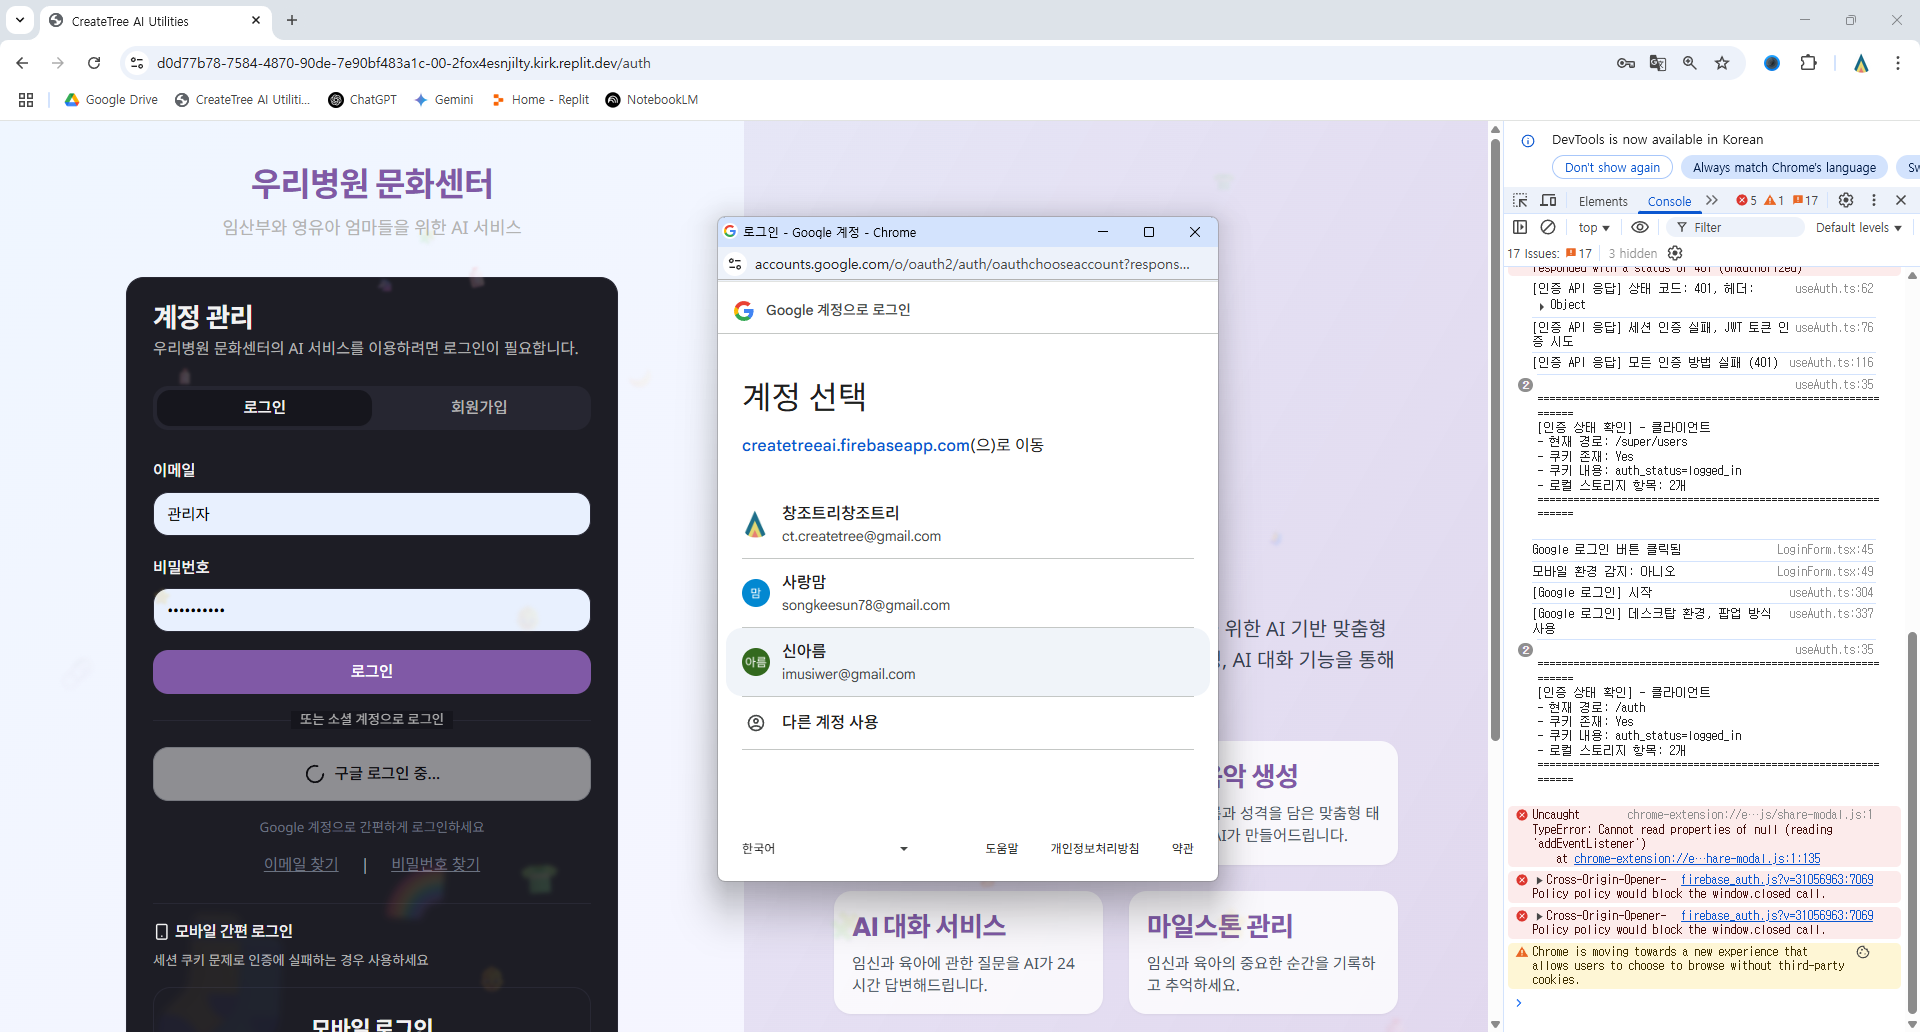 CreateTree AI Utilities
d0d77b78-7584-4870-90de-7e90bf483a1c-00-2fox4esnjilty.kirk.replit.dev/auth
Google Drive
CreateTree AI Utiliti...
ChatGPT
Gemini
Home - Replit
NotebookLM
우리병원 문화센터
임산부와 영유아 엄마들을 위한 AI 서비스
계정 관리
우리병원 문화센터의 AI 서비스를 이용하려면 로그인이 필요합니다.
로그인
회원가입
이메일
관리자
비밀번호
••••••••••
로그인
또는 소셜 계정으로 로그인
구글 로그인 중...
Google 계정으로 간편하게 로그인하세요
이메일 찾기 | 비밀번호 찾기
모바일 간편 로그인
세션 쿠키 문제로 인증에 실패하는 경우 사용하세요
모바일 로그인
로그인 - Google 계정 - Chrome
accounts.google.com/o/oauth2/auth/oauthchooseaccount?respons...
Google 계정으로 로그인
계정 선택
createtreeai.firebaseapp.com(으)로 이동
창조트리창조트리
ct.createtree@gmail.com
맘
사랑맘
songkeesun78@gmail.com
아름
신아름
imusiwer@gmail.com
다른 계정 사용
한국어
도움말
개인정보처리방침
약관
위한 AI 기반 맞춤형
, AI 대화 기능을 통해
악 생성
과 성격을 담은 맞춤형 태
AI가 만들어드립니다.
AI 대화 서비스
임신과 육아에 관한 질문을 AI가 24
시간 답변해드립니다.
마일스톤 관리
임신과 육아의 중요한 순간을 기록하
고 추억하세요.
DevTools is now available in Korean
Don't show again
Always match Chrome's language
Sw
Elements
Console
5
1
17
top
Filter
Default levels
17 Issues: 17
3 hidden
responded with a status of 401 (Unauthorized)
[인증 API 응답] 상태 코드: 401, 헤더: useAuth.ts:62
Object
[인증 API 응답] 세션 인증 실패, JWT 토큰 인 useAuth.ts:76
증 시도
[인증 API 응답] 모든 인증 방법 실패 (401) useAuth.ts:116
2 useAuth.ts:35
=========================================================
======
[인증 상태 확인] - 클라이언트
- 현재 경로: /super/users
- 쿠키 존재: Yes
- 쿠키 내용: auth_status=logged_in
- 로컬 스토리지 항목: 2개
=========================================================
======
Google 로그인 버튼 클릭됨 LoginForm.tsx:45
모바일 환경 감지: 아니오 LoginForm.tsx:49
[Google 로그인] 시작 useAuth.ts:304
[Google 로그인] 데스크탑 환경, 팝업 방식 useAuth.ts:337
사용
2 useAuth.ts:35
=========================================================
======
[인증 상태 확인] - 클라이언트
- 현재 경로: /auth
- 쿠키 존재: Yes
- 쿠키 내용: auth_status=logged_in
- 로컬 스토리지 항목: 2개
=========================================================
======
Uncaught chrome-extension://e…js/share-modal.js:1
TypeError: Cannot read properties of null (reading
'addEventListener')
at chrome-extension://e…hare-modal.js:1:135
Cross-Origin-Opener- firebase_auth.js?v=31056963:7069
Policy policy would block the window.closed call.
Cross-Origin-Opener- firebase_auth.js?v=31056963:7069
Policy policy would block the window.closed call.
Chrome is moving towards a new experience that
allows users to choose to browse without third-party
cookies.